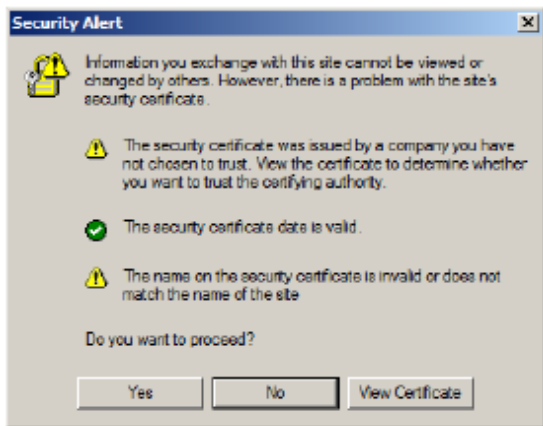 Security Alert
Information you exchange with this site cannot be viewed or
changed by others. However, there is a problem with the site's
security certificate.
The security certificate was issued by a company you have
not chosen to trust. View the certificate to determine whether
you want to trust the certifying authority.
The security certificate date is valid.
The name on the security certificate is invalid or does not
match the name of the site
Do you want to proceed?
Yes
No
View Certificate